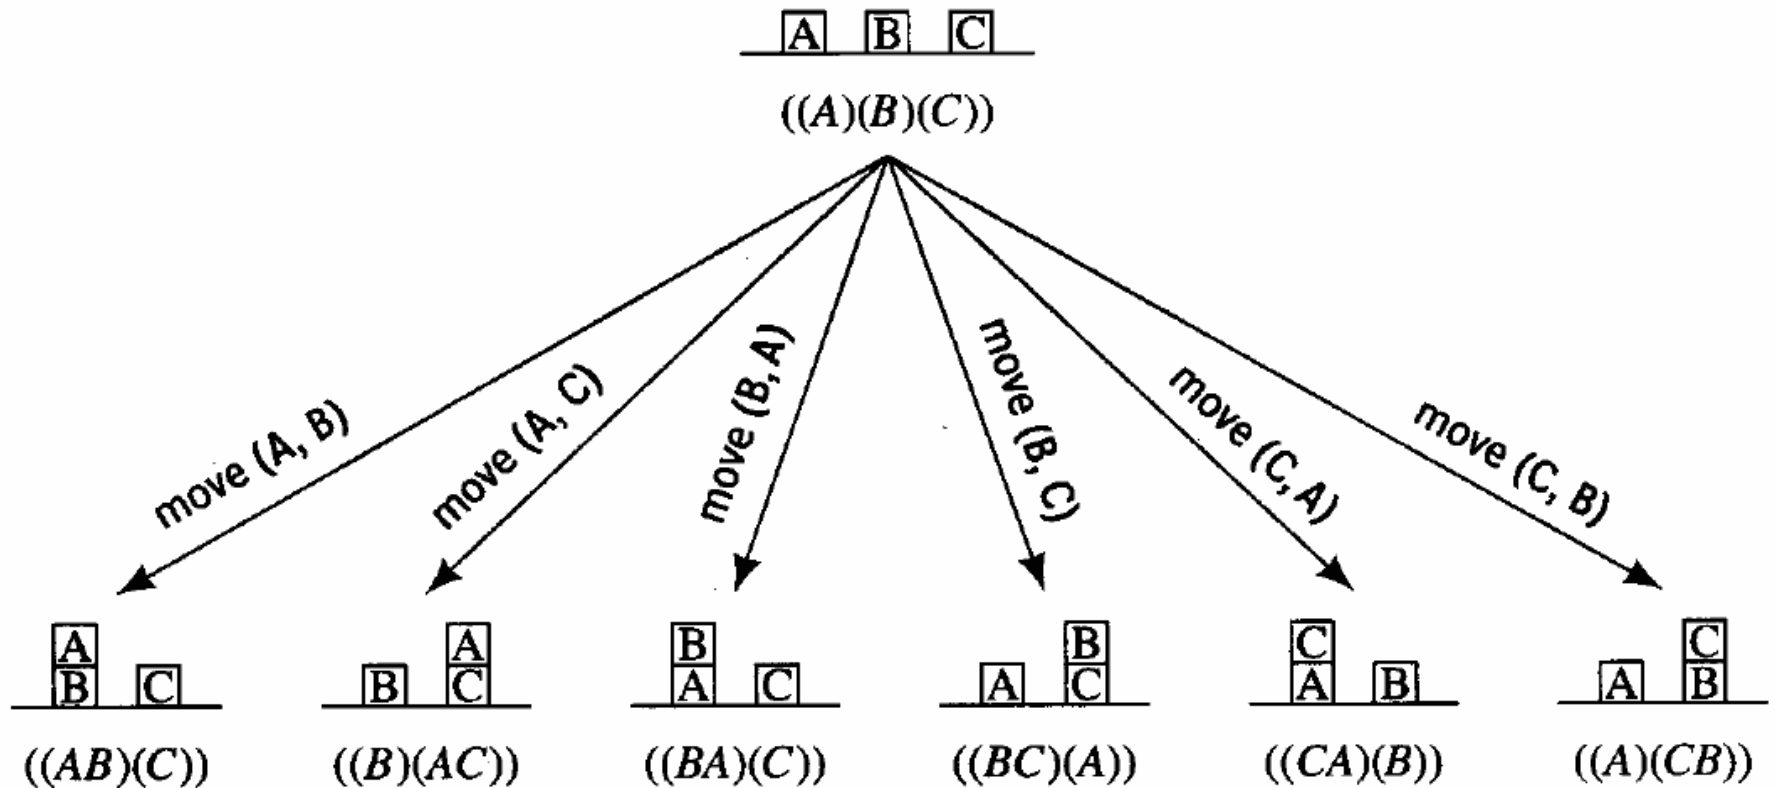 A B C
((A)(B)(C))
move (A, B)
move (A, C)
move (B, A)
move (B, C)
move (C, A)
move (C, B)
A A B B C C
B C B C A C A C A B A B
((AB)(C)) ((B)(AC)) ((BA)(C)) ((BC)(A)) ((CA)(B)) ((A)(CB))